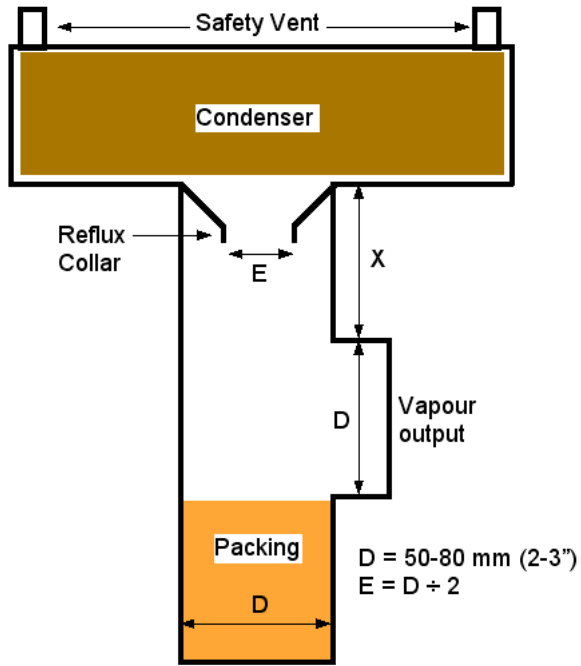 Safety Vent
Condenser
Reflux
Collar
E
X
D
Vapour
output
Packing
D
D = 50-80 mm (2-3”)
E = D ÷ 2